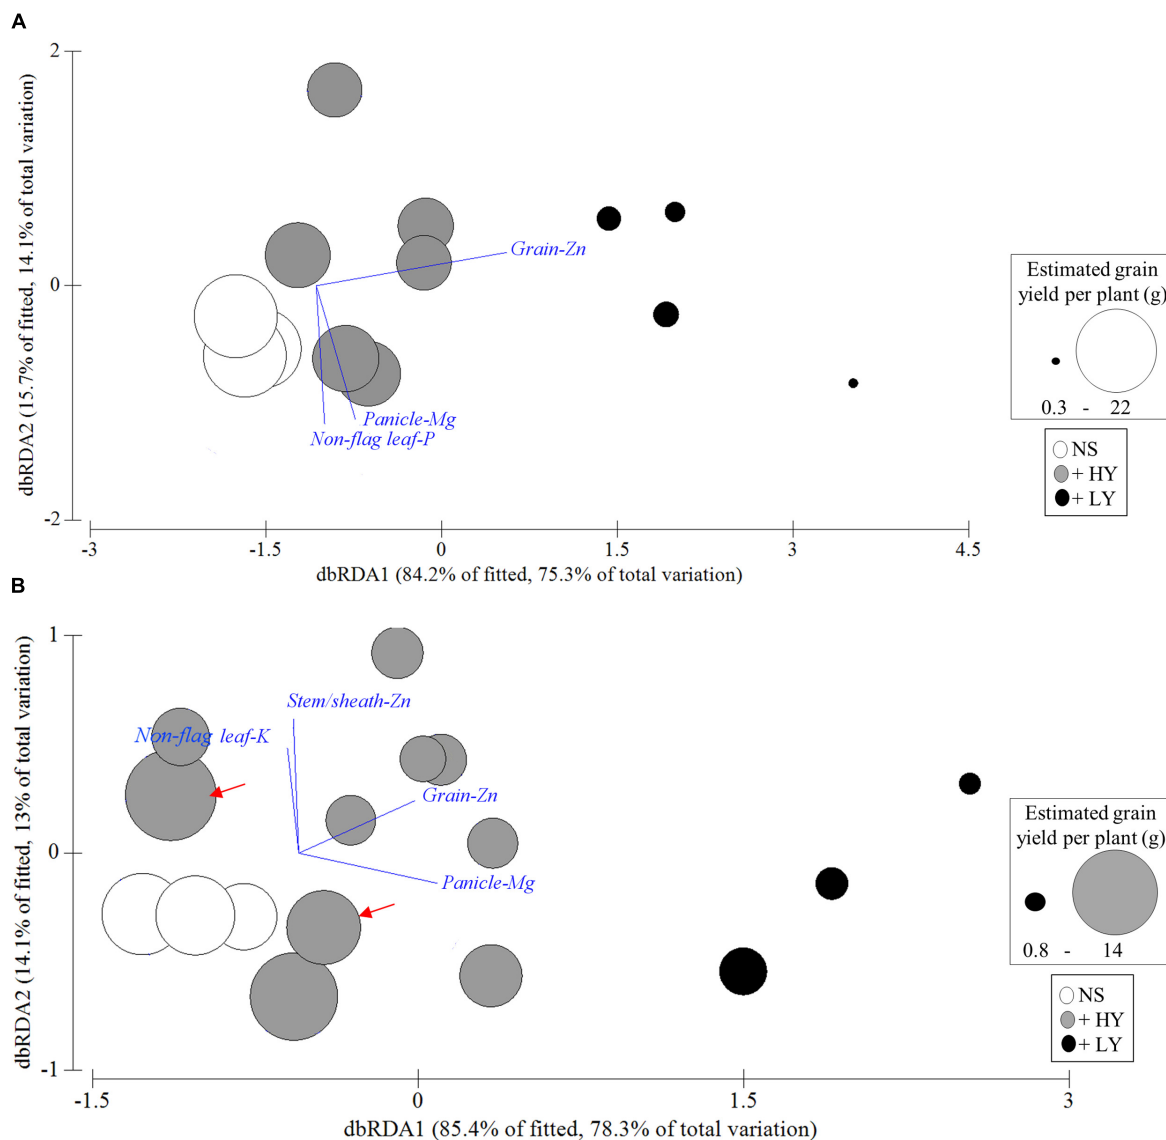 A
2
0
-2
dbRDA2 (15.7% of fitted, 14.1% of total variation)
Grain-Zn
Panicle-Mg
Non-flag leaf-P
-3
-1.5
0
1.5
3
4.5
dbRDA1 (84.2% of fitted, 75.3% of total variation)
Estimated grain
yield per plant (g)
0.3 - 22
NS
+ HY
+ LY
B
1
0
-1
dbRDA2 (14.1% of fitted, 13% of total variation)
Stem/sheath-Zn
Non-flag leaf-K
Grain-Zn
Panicle-Mg
-1.5
0
1.5
3
dbRDA1 (85.4% of fitted, 78.3% of total variation)
Estimated grain
yield per plant (g)
0.8 - 14
NS
+ HY
+ LY